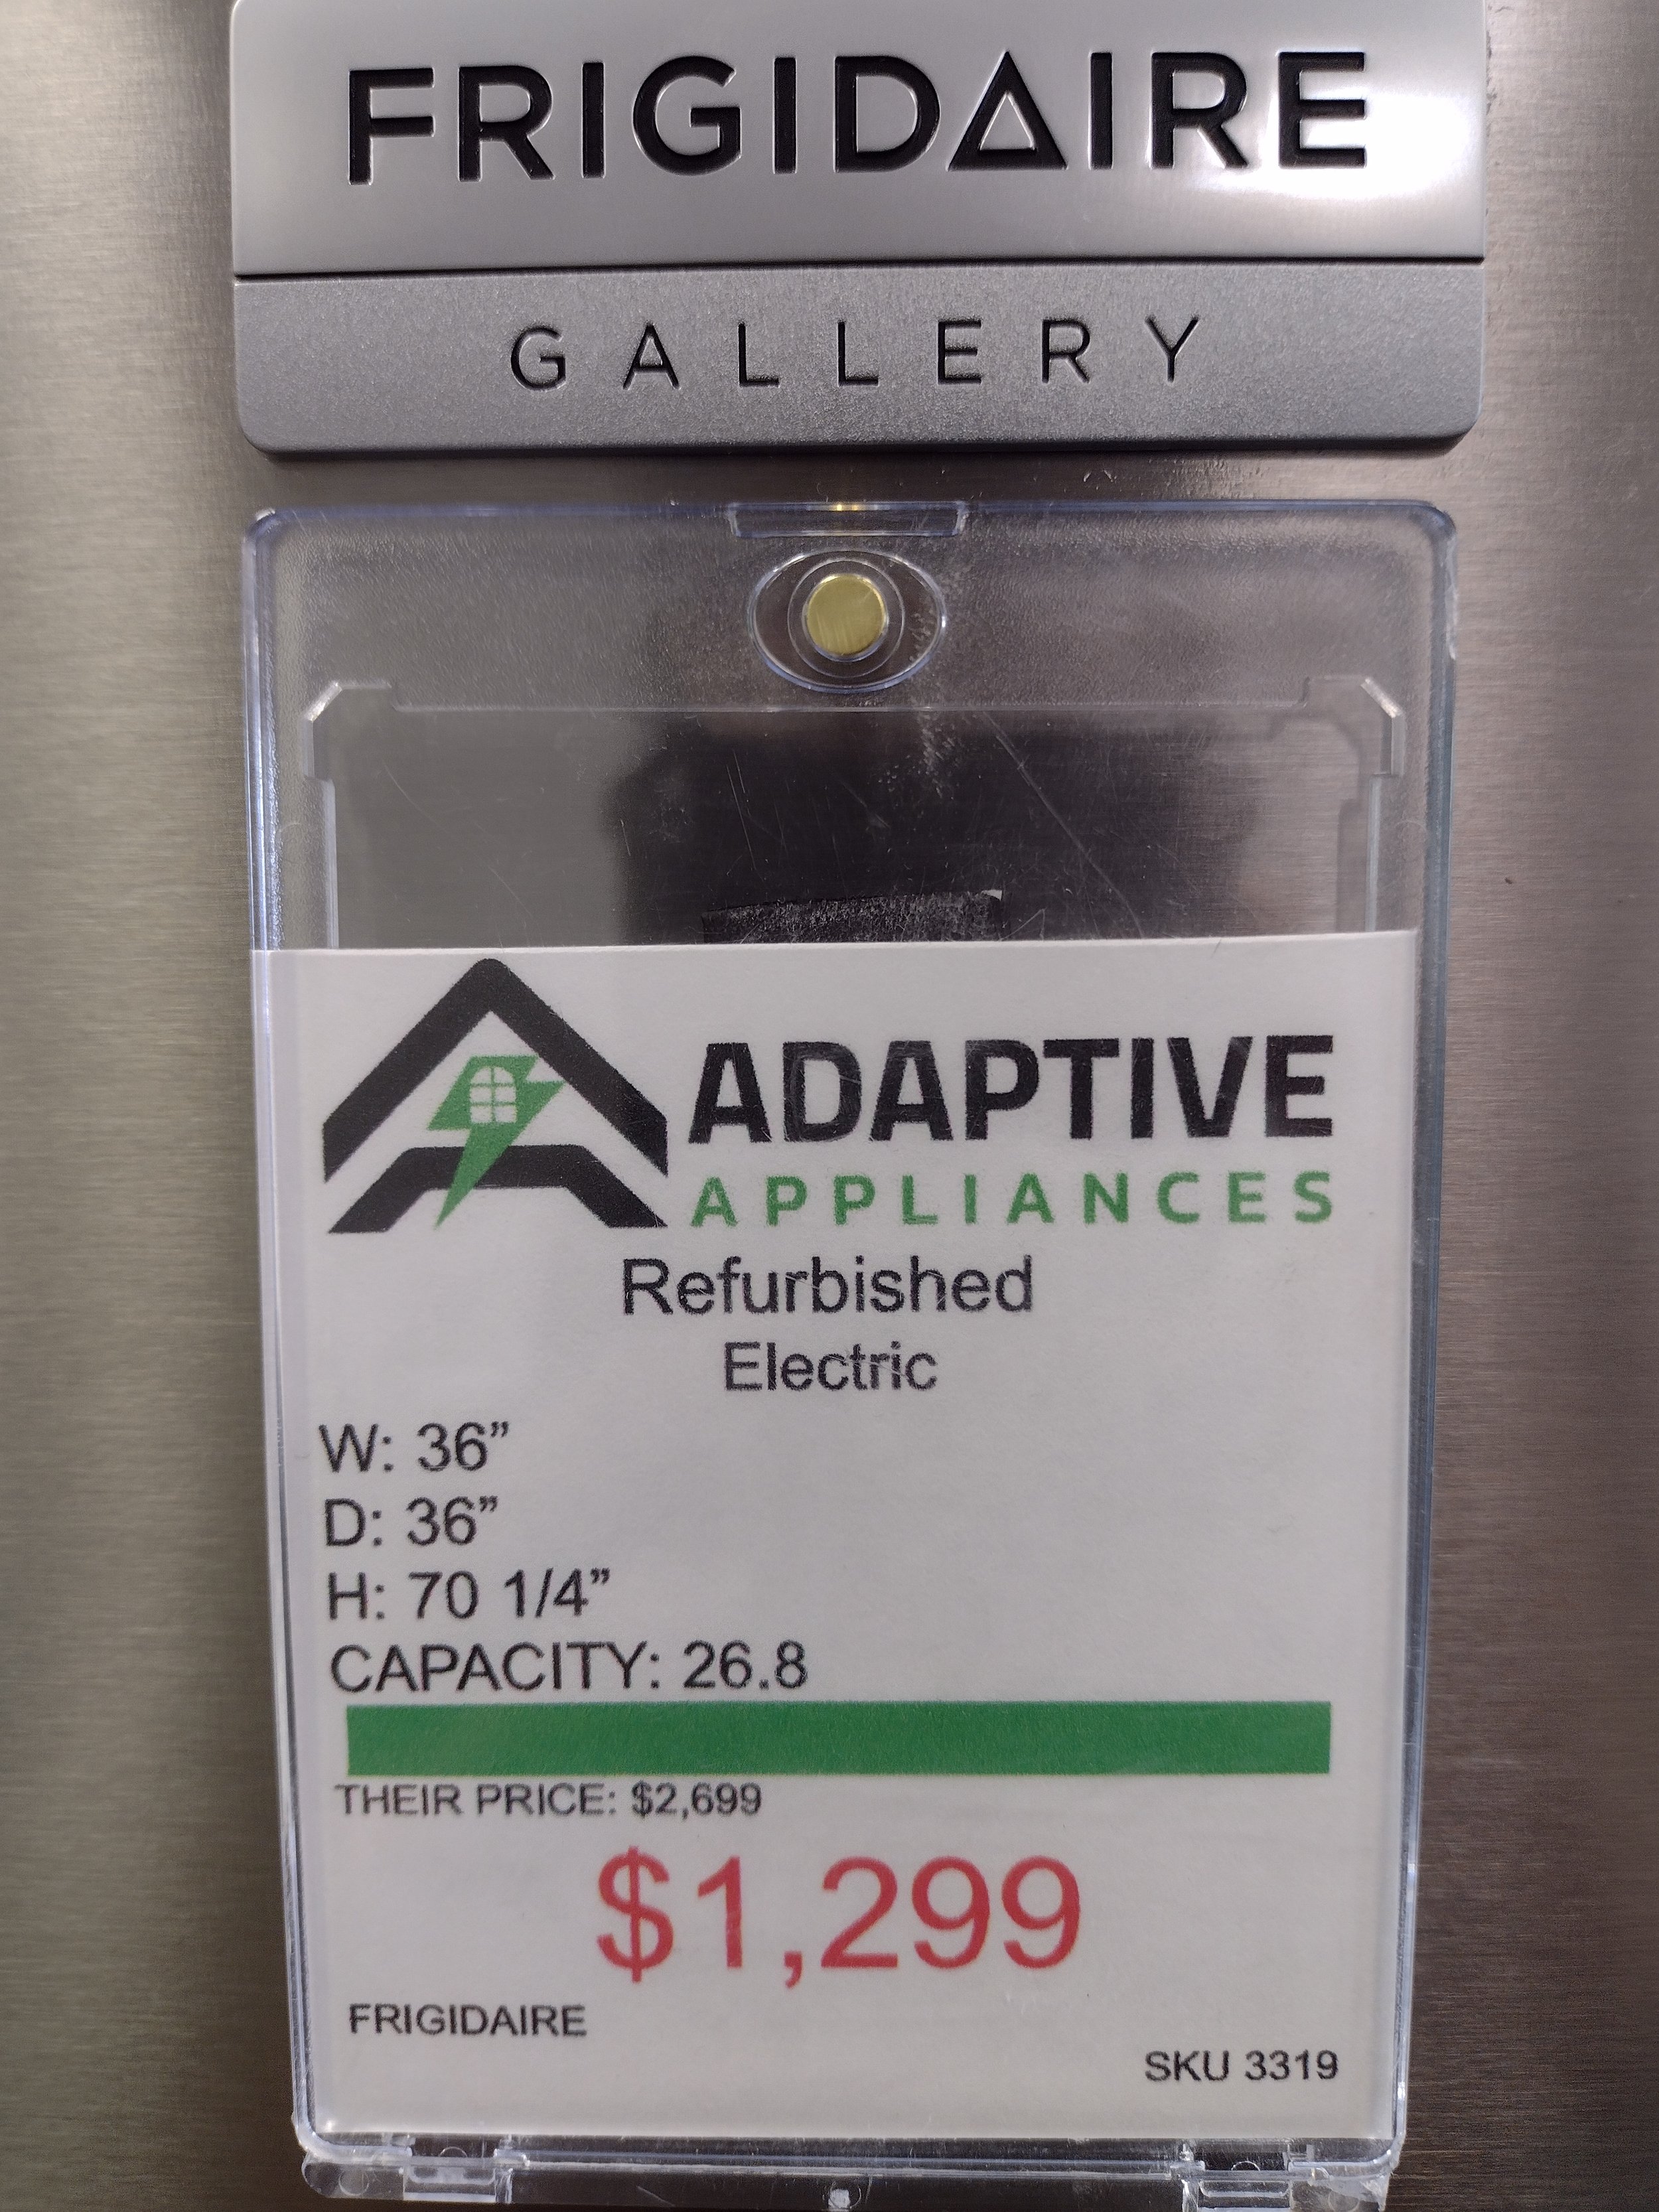 FRIGIDAIRE
GALLERY
ADAPTIVE
APPLIANCES
Refurbished
Electric
W: 36”
D: 36”
H: 70 1/4”
CAPACITY: 26.8
THEIR PRICE: $2,699
$1,299
FRIGIDAIRE
SKU 3319